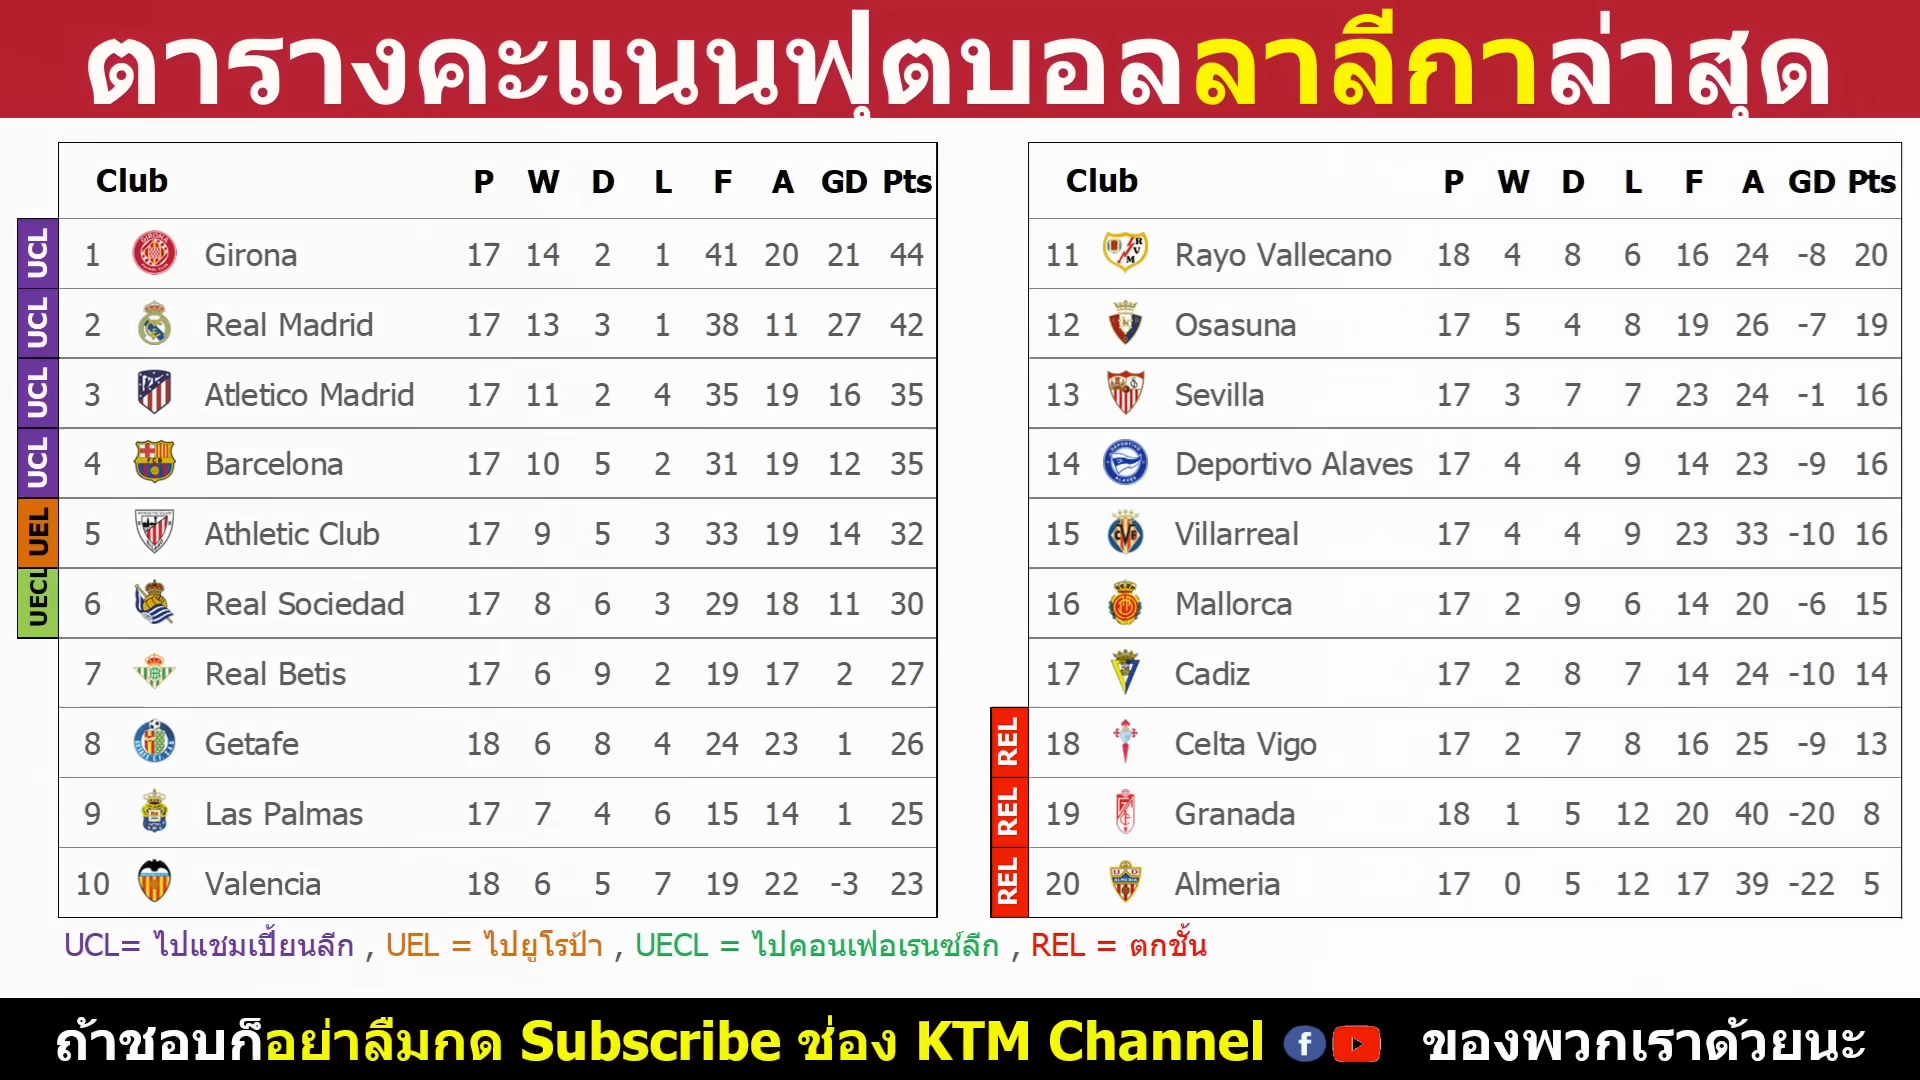 ตารางคะแนนฟุตบอลลาลีกาล่าสุด
Club P W D L F A GD Pts
UCL 1 Girona 17 14 2 1 41 20 21 44
UCL 2 Real Madrid 17 13 3 1 38 11 27 42
UCL 3 Atletico Madrid 17 11 2 4 35 19 16 35
UCL 4 Barcelona 17 10 5 2 31 19 12 35
UEL 5 Athletic Club 17 9 5 3 33 19 14 32
UECL 6 Real Sociedad 17 8 6 3 29 18 11 30
7 Real Betis 17 6 9 2 19 17 2 27
8 Getafe 18 6 8 4 24 23 1 26
9 Las Palmas 17 7 4 6 15 14 1 25
10 Valencia 18 6 5 7 19 22 -3 23
Club P W D L F A GD Pts
11 Rayo Vallecano 18 4 8 6 16 24 -8 20
12 Osasuna 17 5 4 8 19 26 -7 19
13 Sevilla 17 3 7 7 23 24 -1 16
14 Deportivo Alaves 17 4 4 9 14 23 -9 16
15 Villarreal 17 4 4 9 23 33 -10 16
16 Mallorca 17 2 9 6 14 20 -6 15
17 Cadiz 17 2 8 7 14 24 -10 14
REL 18 Celta Vigo 17 2 7 8 16 25 -9 13
REL 19 Granada 18 1 5 12 20 40 -20 8
REL 20 Almeria 17 0 5 12 17 39 -22 5
UCL= ไปแชมเปี้ยนลีก , UEL = ไปยูโรป้า , UECL = ไปคอนเฟอเรนซ์ลีก , REL = ตกชั้น
ถ้าชอบก็อย่าลืมกด Subscribe ช่อง KTM Channel ของพวกเราด้วยนะ